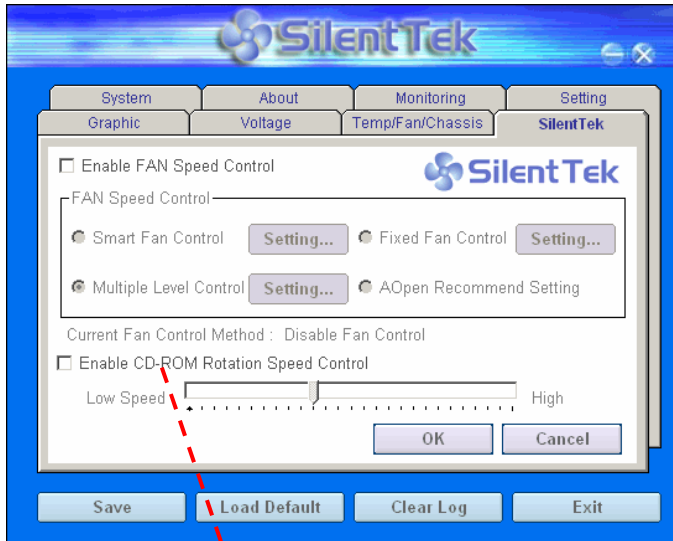 SilentTek
System About Monitoring Setting
Graphic Voltage Temp/Fan/Chassis SilentTek
Enable FAN Speed Control
SilentTek
FAN Speed Control
Smart Fan Control Setting... Fixed Fan Control Setting...
Multiple Level Control Setting... AOpen Recommend Setting
Current Fan Control Method : Disable Fan Control
Enable CD-ROM Rotation Speed Control
Low Speed High
OK Cancel
Save Load Default Clear Log Exit